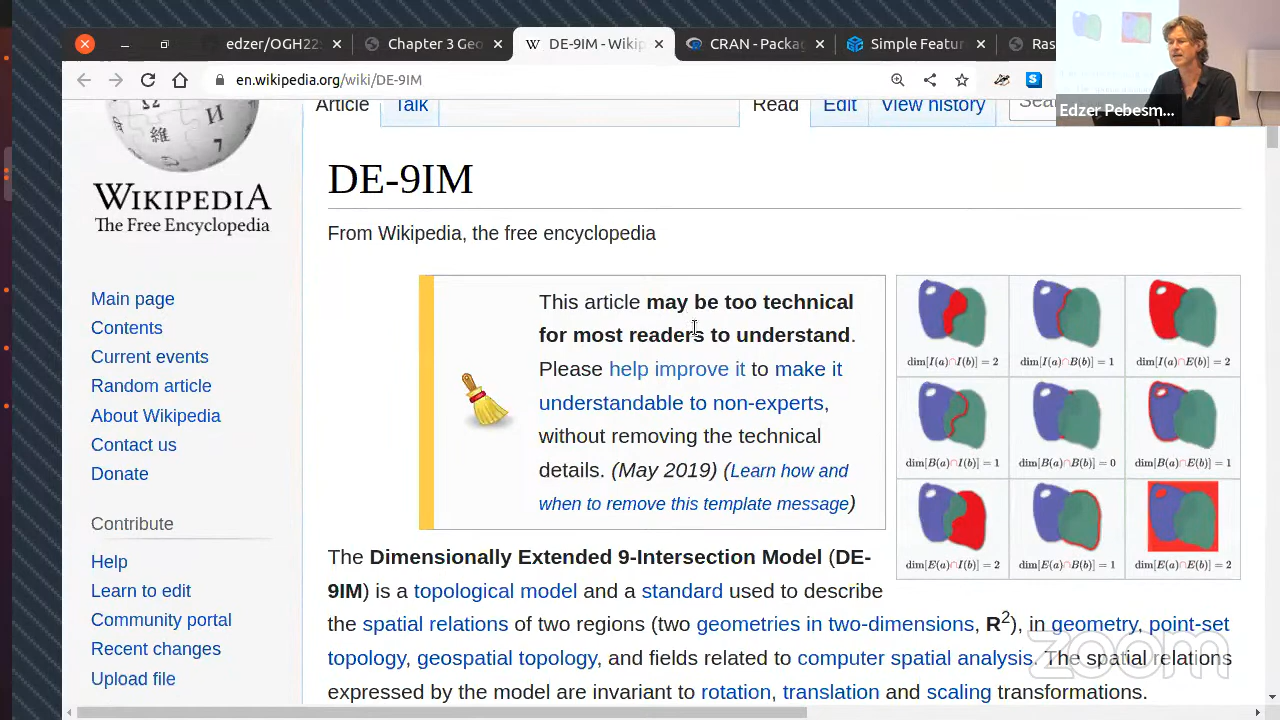 edzer/OGH22
Chapter 3 Geo
DE-9IM - Wikip
CRAN - Packa
Simple Featur
Ras
en.wikipedia.org/wiki/DE-9IM
Edzer Pebesm...
Article
Talk
Read
Edit
View history
Sea
WIKIPEDIA
The Free Encyclopedia
Main page
Contents
Current events
Random article
About Wikipedia
Contact us
Donate
Contribute
Help
Learn to edit
Community portal
Recent changes
Upload file
DE-9IM
From Wikipedia, the free encyclopedia
This article may be too technical
for most readers to understand.
Please help improve it to make it
understandable to non-experts,
without removing the technical
details. (May 2019) (Learn how and
when to remove this template message)
dim[I(a)∩I(b)] = 2
dim[I(a)∩B(b)] = 1
dim[I(a)∩E(b)] = 2
dim[B(a)∩I(b)] = 1
dim[B(a)∩B(b)] = 0
dim[B(a)∩E(b)] = 1
dim[E(a)∩I(b)] = 2
dim[E(a)∩B(b)] = 1
dim[E(a)∩E(b)] = 2
The Dimensionally Extended 9-Intersection Model (DE-
9IM) is a topological model and a standard used to describe
the spatial relations of two regions (two geometries in two-dimensions, R2), in geometry, point-set
topology, geospatial topology, and fields related to computer spatial analysis. The spatial relations
expressed by the model are invariant to rotation, translation and scaling transformations.
zoom